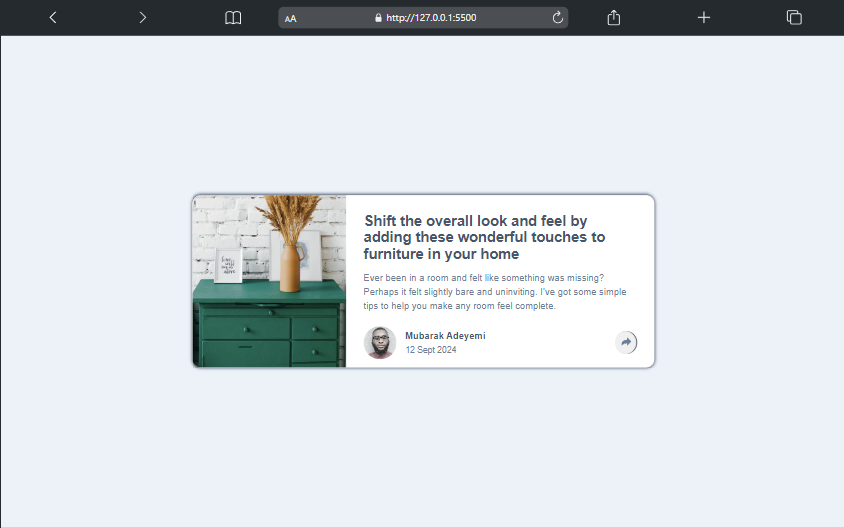 AA
http://127.0.0.1:5500
Shift the overall look and feel by
adding these wonderful touches to
furniture in your home
Ever been in a room and felt like something was missing?
Perhaps it felt slightly bare and uninviting. I've got some simple
tips to help you make any room feel complete.
Mubarak Adeyemi
12 Sept 2024